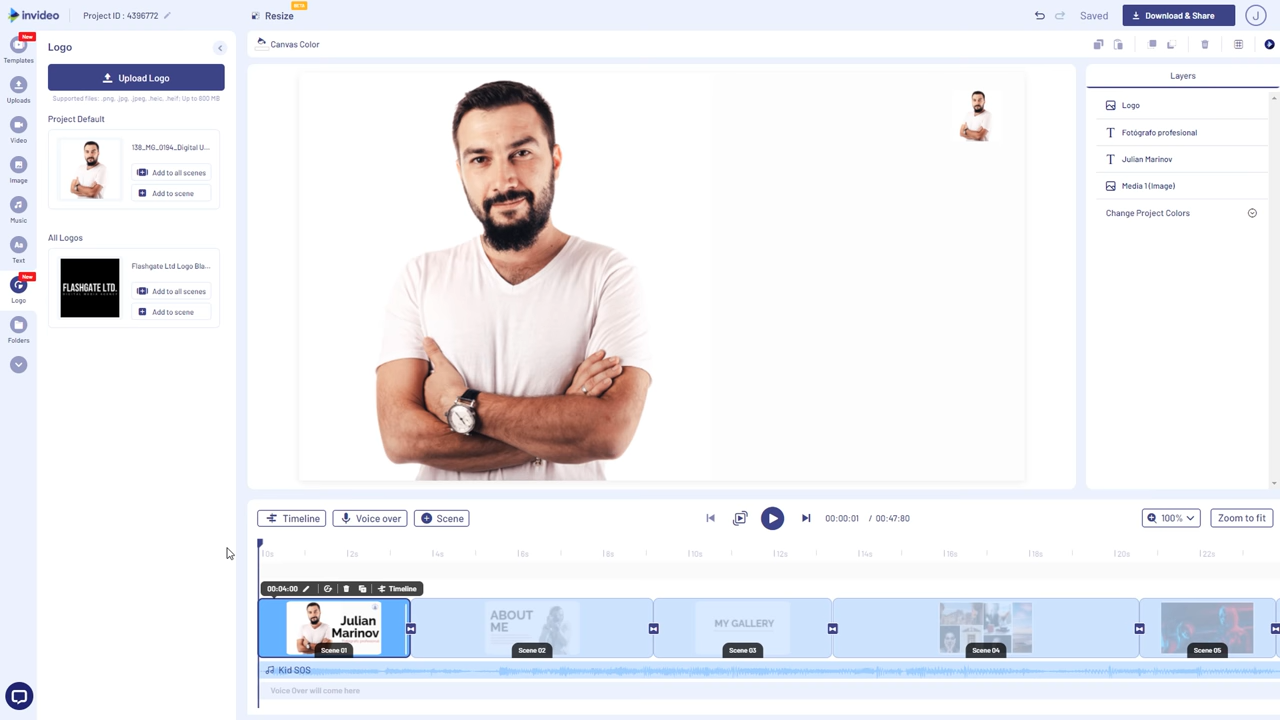 invideo
Project ID : 4396772
BETA
Resize
Saved
Download & Share
J
New
Templates
Uploads
Video
Image
Music
Text
New
Logo
Folders
Logo
Upload Logo
Supported files: .png, .jpg, .jpeg, .heic, .heif; Up to 600 MB
Project Default
138_MG_0194_Digital U...
Add to all scenes
Add to scene
All Logos
FLASHGATE LTD.
DIGITAL MEDIA AGENCY
Flashgate Ltd Logo Bla...
Add to all scenes
Add to scene
Canvas Color
Layers
Logo
Fotógrafo profesional
Julian Marinov
Media 1 (Image)
Change Project Colors
Timeline
Voice over
Scene
00:00:01 / 00:47:80
100%
Zoom to fit
0s 2s 4s 6s 8s 10s 12s 14s 16s 18s 20s 22s
00:04:00
Timeline
Julian
Marinov
Scene 01
ABOUT
ME
Scene 02
MY GALLERY
Scene 03
Scene 04
Scene 05
Kid SOS
Voice Over will come here